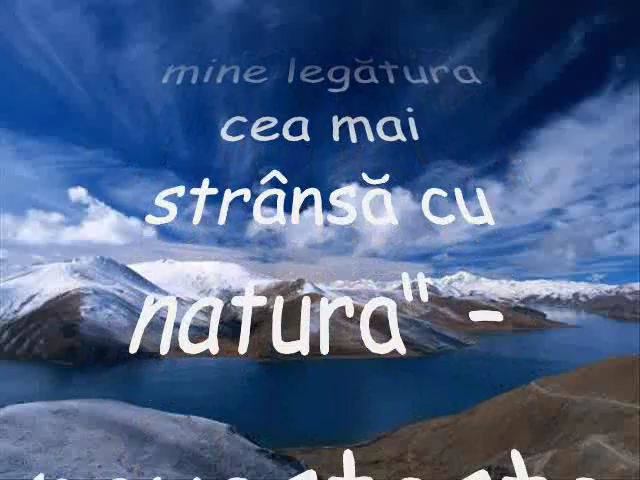 mine legătura
cea mai
strânsă cu
natura" -